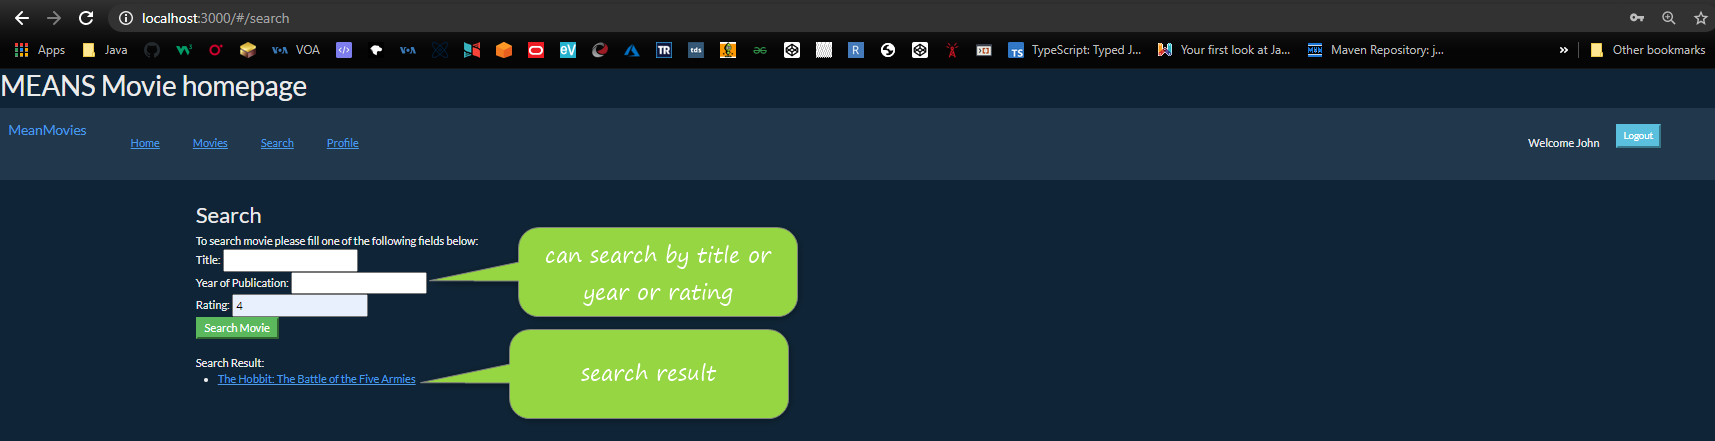 localhost:3000/#/search
Apps Java VOA TypeScript: Typed J... Your first look at Ja... Maven Repository: j... » Other bookmarks
MEANS Movie homepage
MeanMovies
Home Movies Search Profile
Welcome John
Logout
Search
To search movie please fill one of the following fields below:
Title:
Year of Publication:
Rating: 4
Search Movie
can search by title or
year or rating
Search Result:
The Hobbit: The Battle of the Five Armies
search result